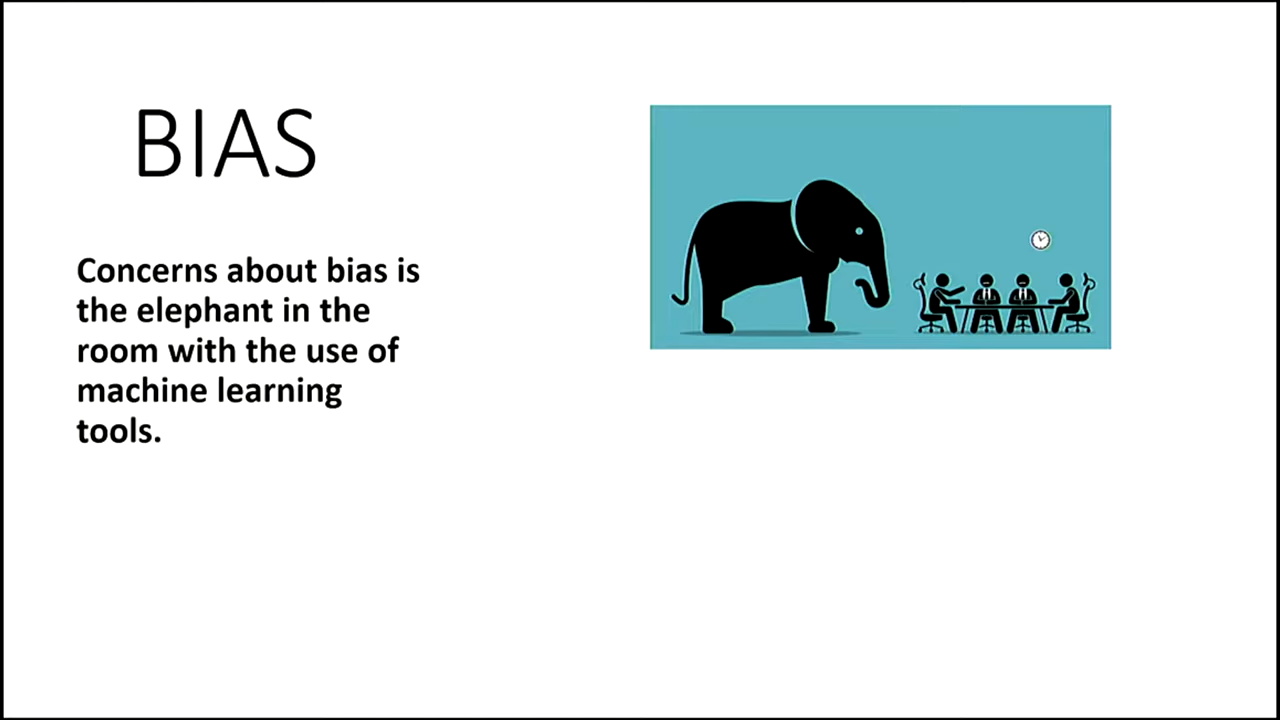 BIAS
Concerns about bias is
the elephant in the
room with the use of
machine learning
tools.